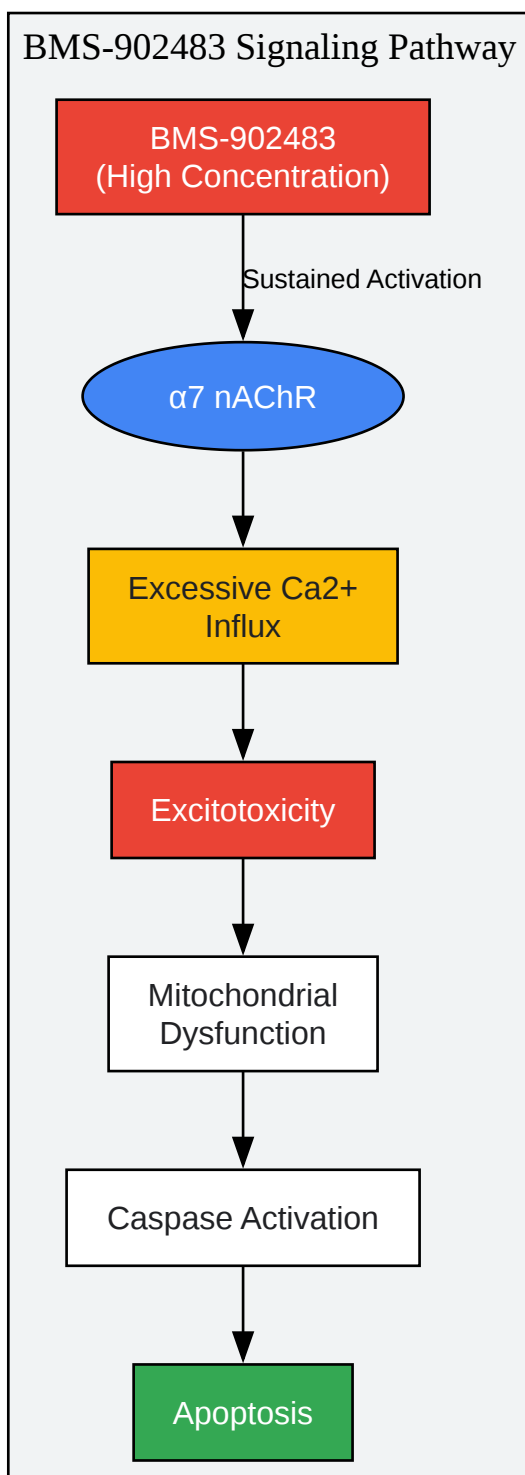 BMS-902483 Signaling Pathway
BMS-902483
(High Concentration)
Sustained Activation
α7 nAChR
Excessive Ca2+
Influx
Excitotoxicity
Mitochondrial
Dysfunction
Caspase Activation
Apoptosis